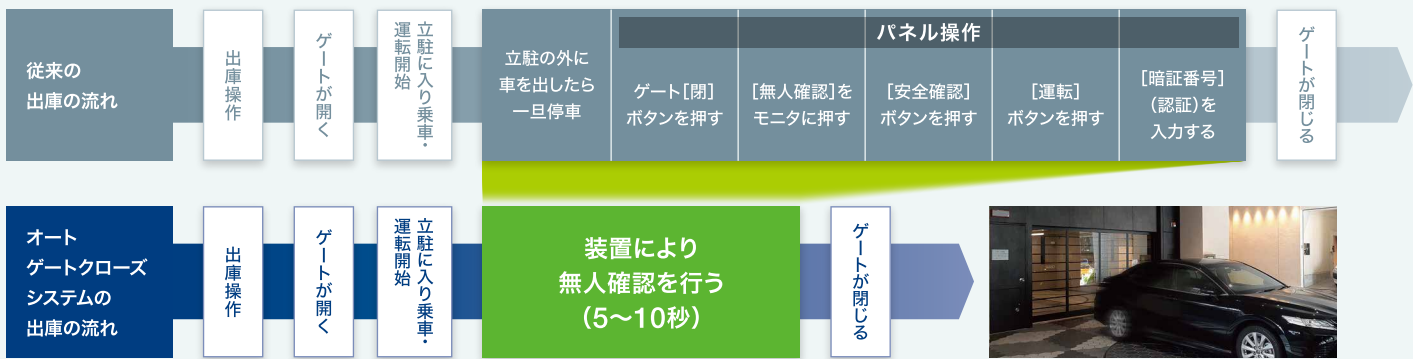 従来の
出庫の流れ
出庫操作
ゲートが開く
立駐に入り乗車・
運転開始
立駐の外に
車を出したら
一旦停車
パネル操作
ゲート[閉]
ボタンを押す
[無人確認]を
モニタに押す
[安全確認]
ボタンを押す
[運転]
ボタンを押す
[暗証番号]
(認証)を
入力する
ゲートが閉じる
オート
ゲートクローズ
システムの
出庫の流れ
出庫操作
ゲートが開く
立駐に入り乗車・
運転開始
装置により
無人確認を行う
(5〜10秒)
ゲートが閉じる